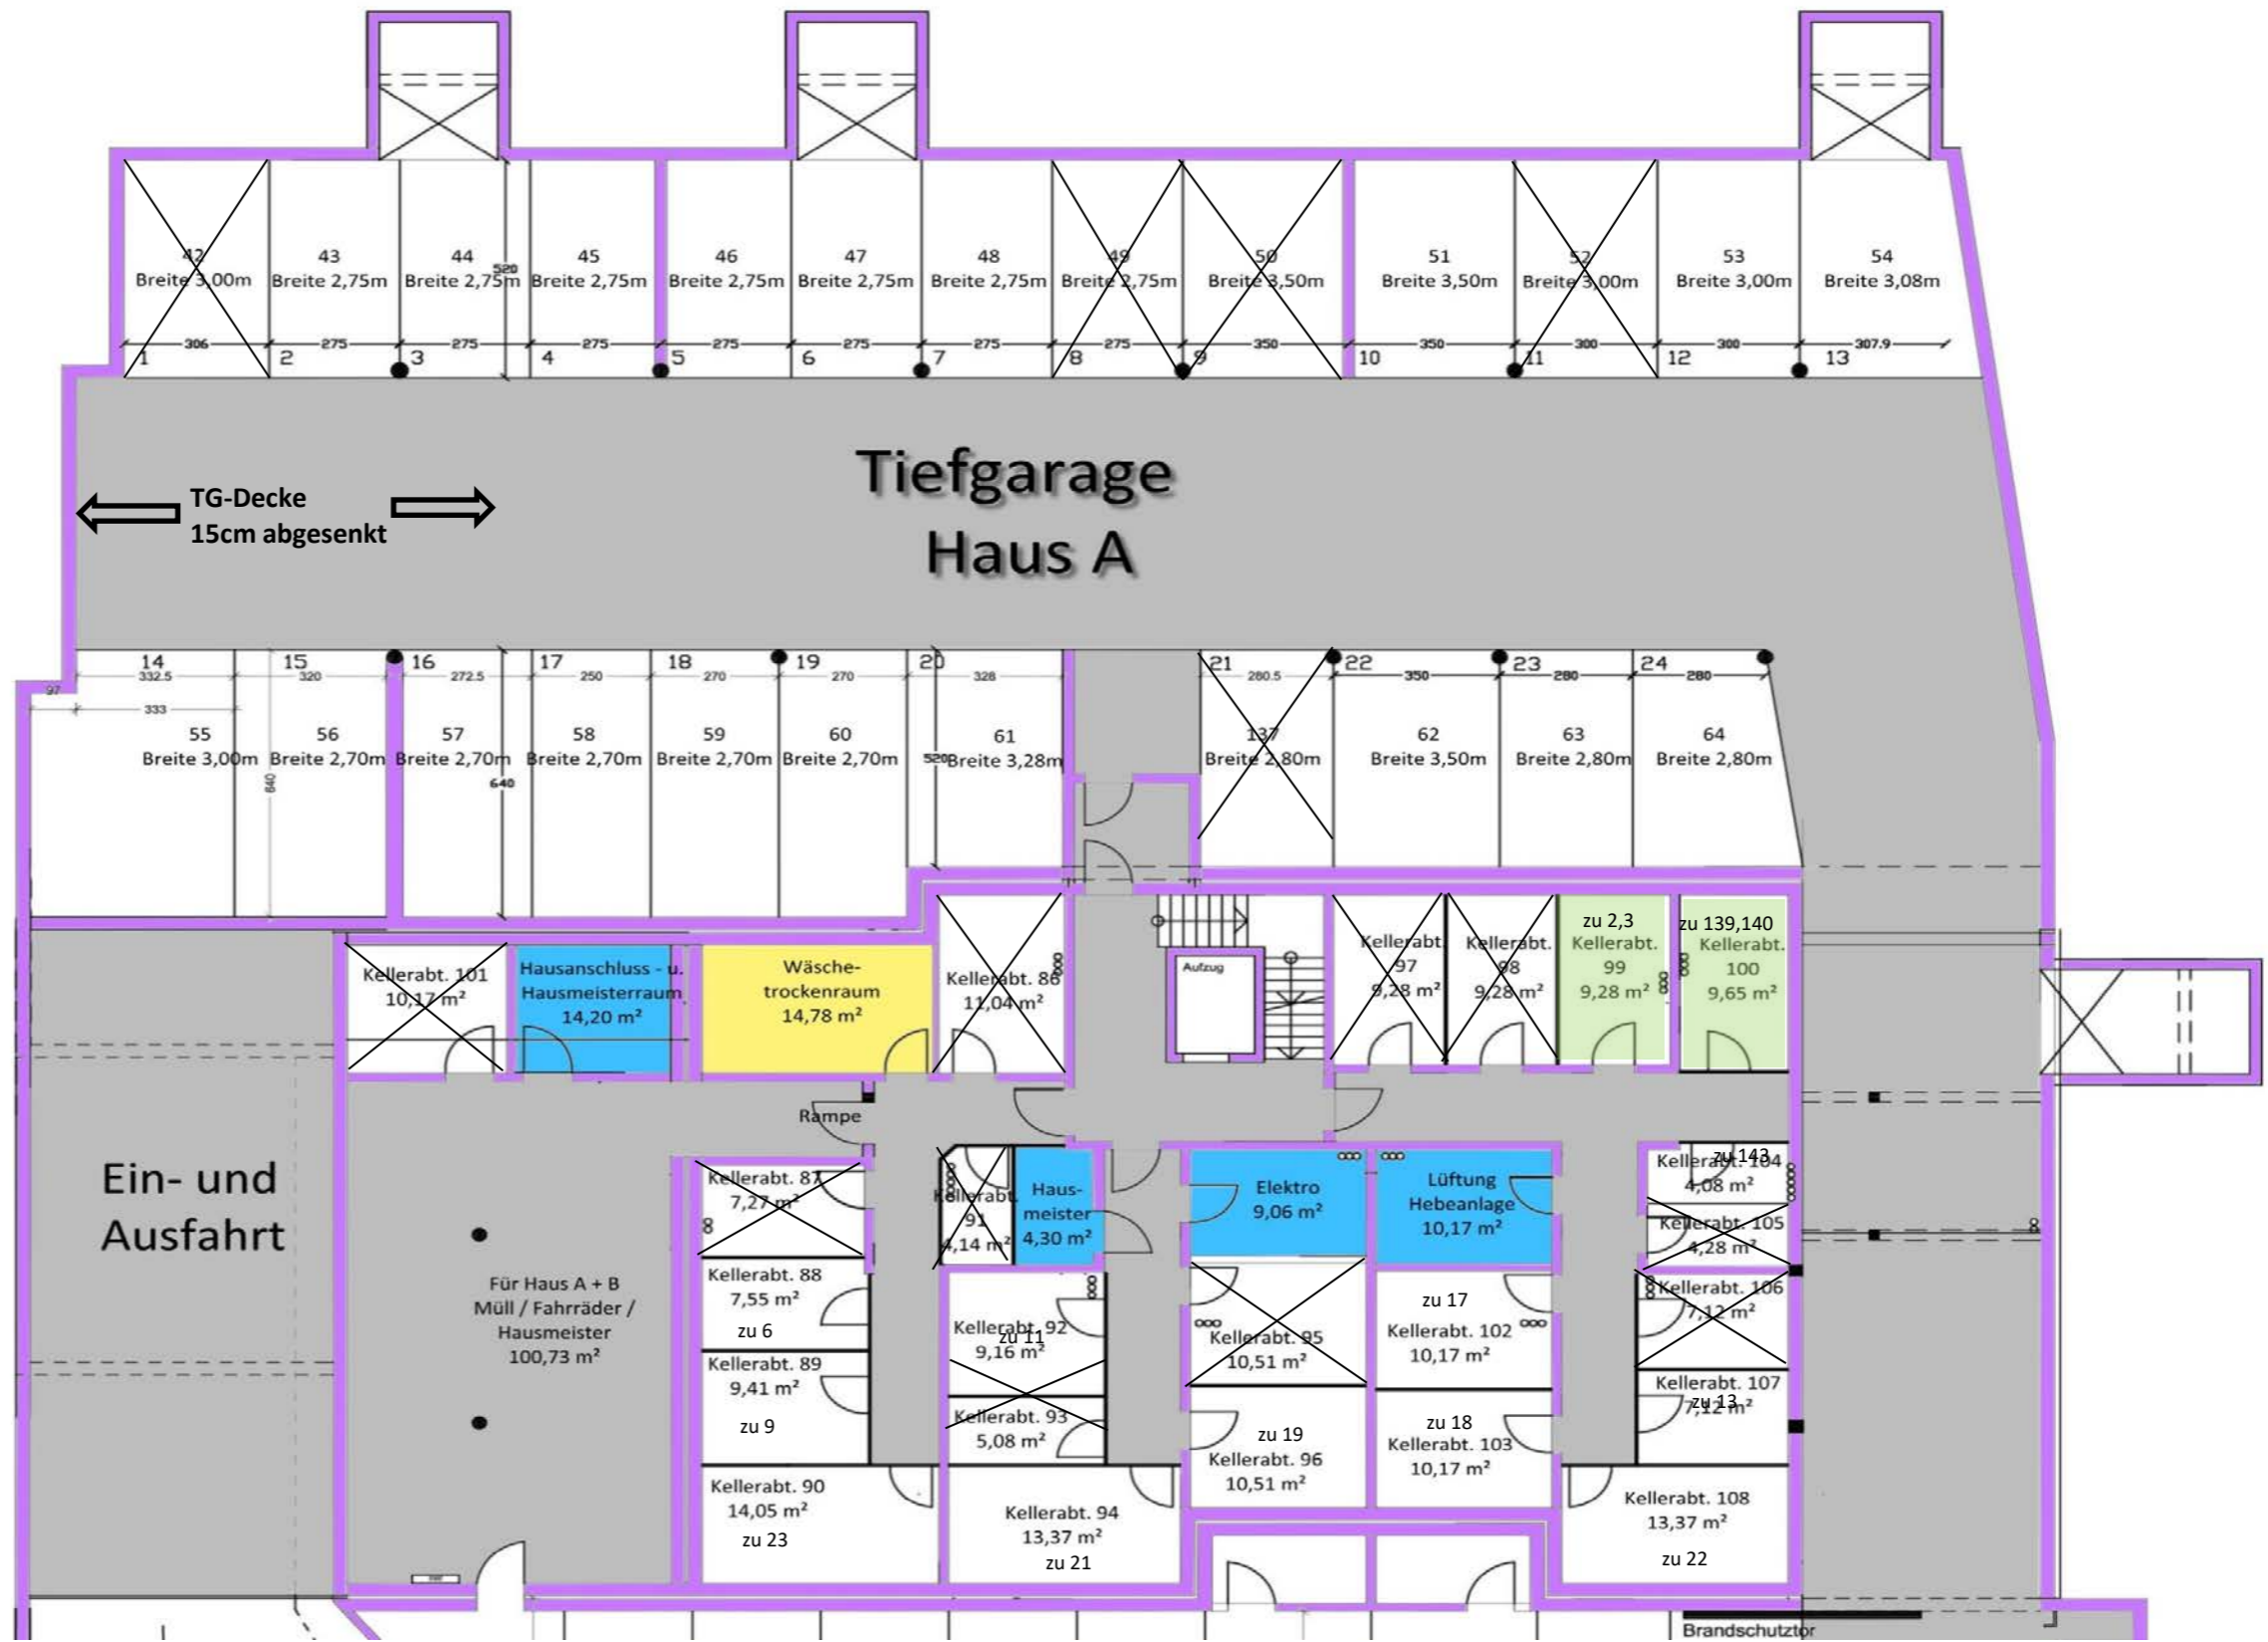 42
Breite 3,00m
43
Breite 2,75m
44
Breite 2,75m
520
45
Breite 2,75m
46
Breite 2,75m
47
Breite 2,75m
48
Breite 2,75m
49
Breite 2,75m
50
Breite 3,50m
51
Breite 3,50m
52
Breite 3,00m
53
Breite 3,00m
54
Breite 3,08m
306
275
275
275
275
275
275
275
350
350
300
300
307.9
1
2
3
4
5
6
7
8
9
10
11
12
13
Tiefgarage
Haus A
TG-Decke
15cm abgesenkt
14
15
16
17
18
19
20
21
22
23
24
332.5
320
272.5
250
270
270
328
280.5
350
280
280
97
333
55
Breite 3,00m
56
Breite 2,70m
57
Breite 2,70m
58
Breite 2,70m
59
Breite 2,70m
60
Breite 2,70m
61
Breite 3,28m
137
Breite 2,80m
62
Breite 3,50m
63
Breite 2,80m
64
Breite 2,80m
640
640
520
Kellerabt. 101
10,17 m²
Hausanschluss - u.
Hausmeisterraum
14,20 m²
Wäsche-
trockenraum
14,78 m²
Kellerabt. 86
11,04 m²
Aufzug
Kellerabt.
97
9,28 m²
Kellerabt.
98
9,28 m²
zu 2,3
Kellerabt.
99
9,28 m²
zu 139,140
Kellerabt.
100
9,65 m²
Rampe
Ein- und
Ausfahrt
Für Haus A + B
Müll / Fahrräder /
Hausmeister
100,73 m²
Kellerabt. 87
7,27 m²
8
Kellerabt. 88
7,55 m²
zu 6
Kellerabt. 89
9,41 m²
zu 9
Kellerabt. 90
14,05 m²
zu 23
Kellerabt.
91
4,14 m²
Haus-
meister
4,30 m²
Kellerabt. 92
zu 11
9,16 m²
Kellerabt. 93
5,08 m²
Kellerabt. 94
13,37 m²
zu 21
Elektro
9,06 m²
Lüftung
Hebeanlage
10,17 m²
Kellerabt. 95
10,51 m²
zu 19
Kellerabt. 96
10,51 m²
zu 17
Kellerabt. 102
10,17 m²
zu 18
Kellerabt. 103
10,17 m²
zu 143
Kellerabt. 104
4,08 m²
Kellerabt. 105
4,28 m²
Kellerabt. 106
7,12 m²
Kellerabt. 107
zu 13
7,12 m²
Kellerabt. 108
13,37 m²
zu 22
8
Brandschutztor